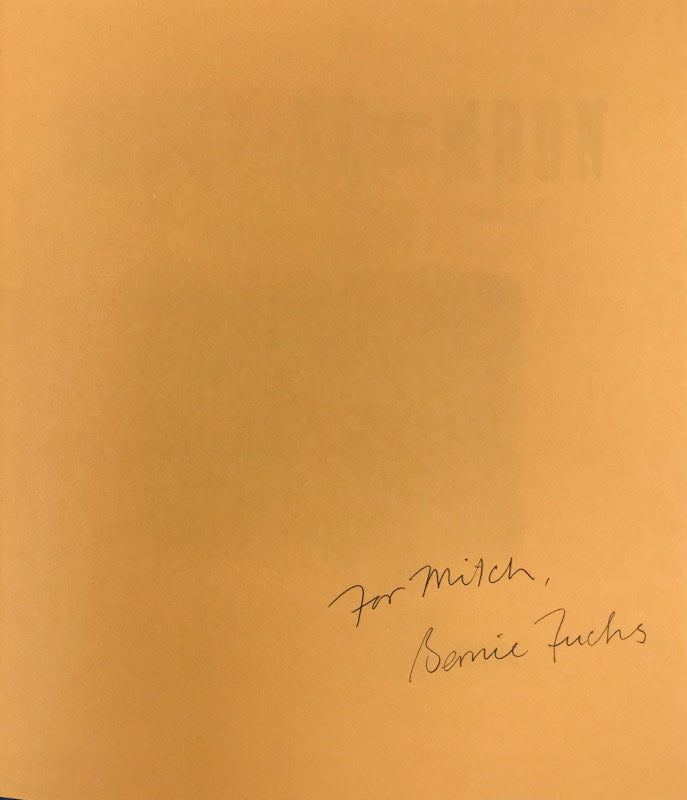 For Mitch,
Bernie Fuchs